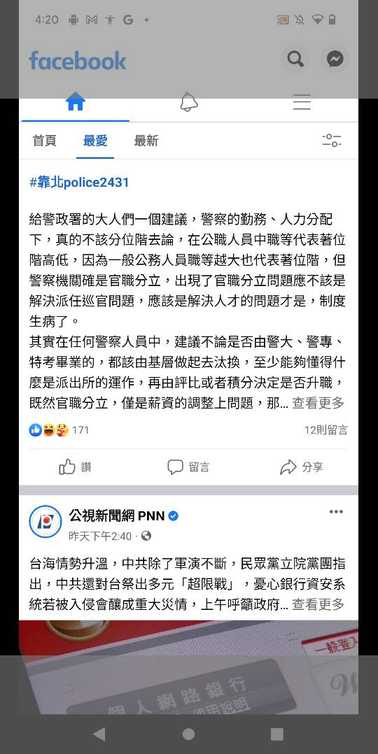 4:20
facebook
首頁 最愛 最新
#靠北police2431
給警政署的大人們一個建議，警察的勤務、人力分配
下，真的不該分位階去論，在公職人員中職等代表著位
階高低，因為一般公務人員職等越大也代表著位階，但
警察機關確是官職分立，出現了官職分立問題應不該是
解決派任巡官問題，應該是解決人才的問題才是，制度
生病了。
其實在任何警察人員中，建議不論是否由警大、警專、
特考畢業的，都該由基層做起去汰換，至少能夠懂得什
麼是派出所的運作，再由評比或者積分決定是否升職，
既然官職分立，僅是薪資的調整上問題，那... 查看更多
171 12則留言
讚 留言 分享
公視新聞網 PNN
昨天下午2:40
台海情勢升溫，中共除了軍演不斷，民眾黨立院黨團指
出，中共還對台祭出多元「超限戰」，憂心銀行資安系
統若被入侵會釀成重大災情，上午呼籲政府... 查看更多
個人網路銀行
使用說明